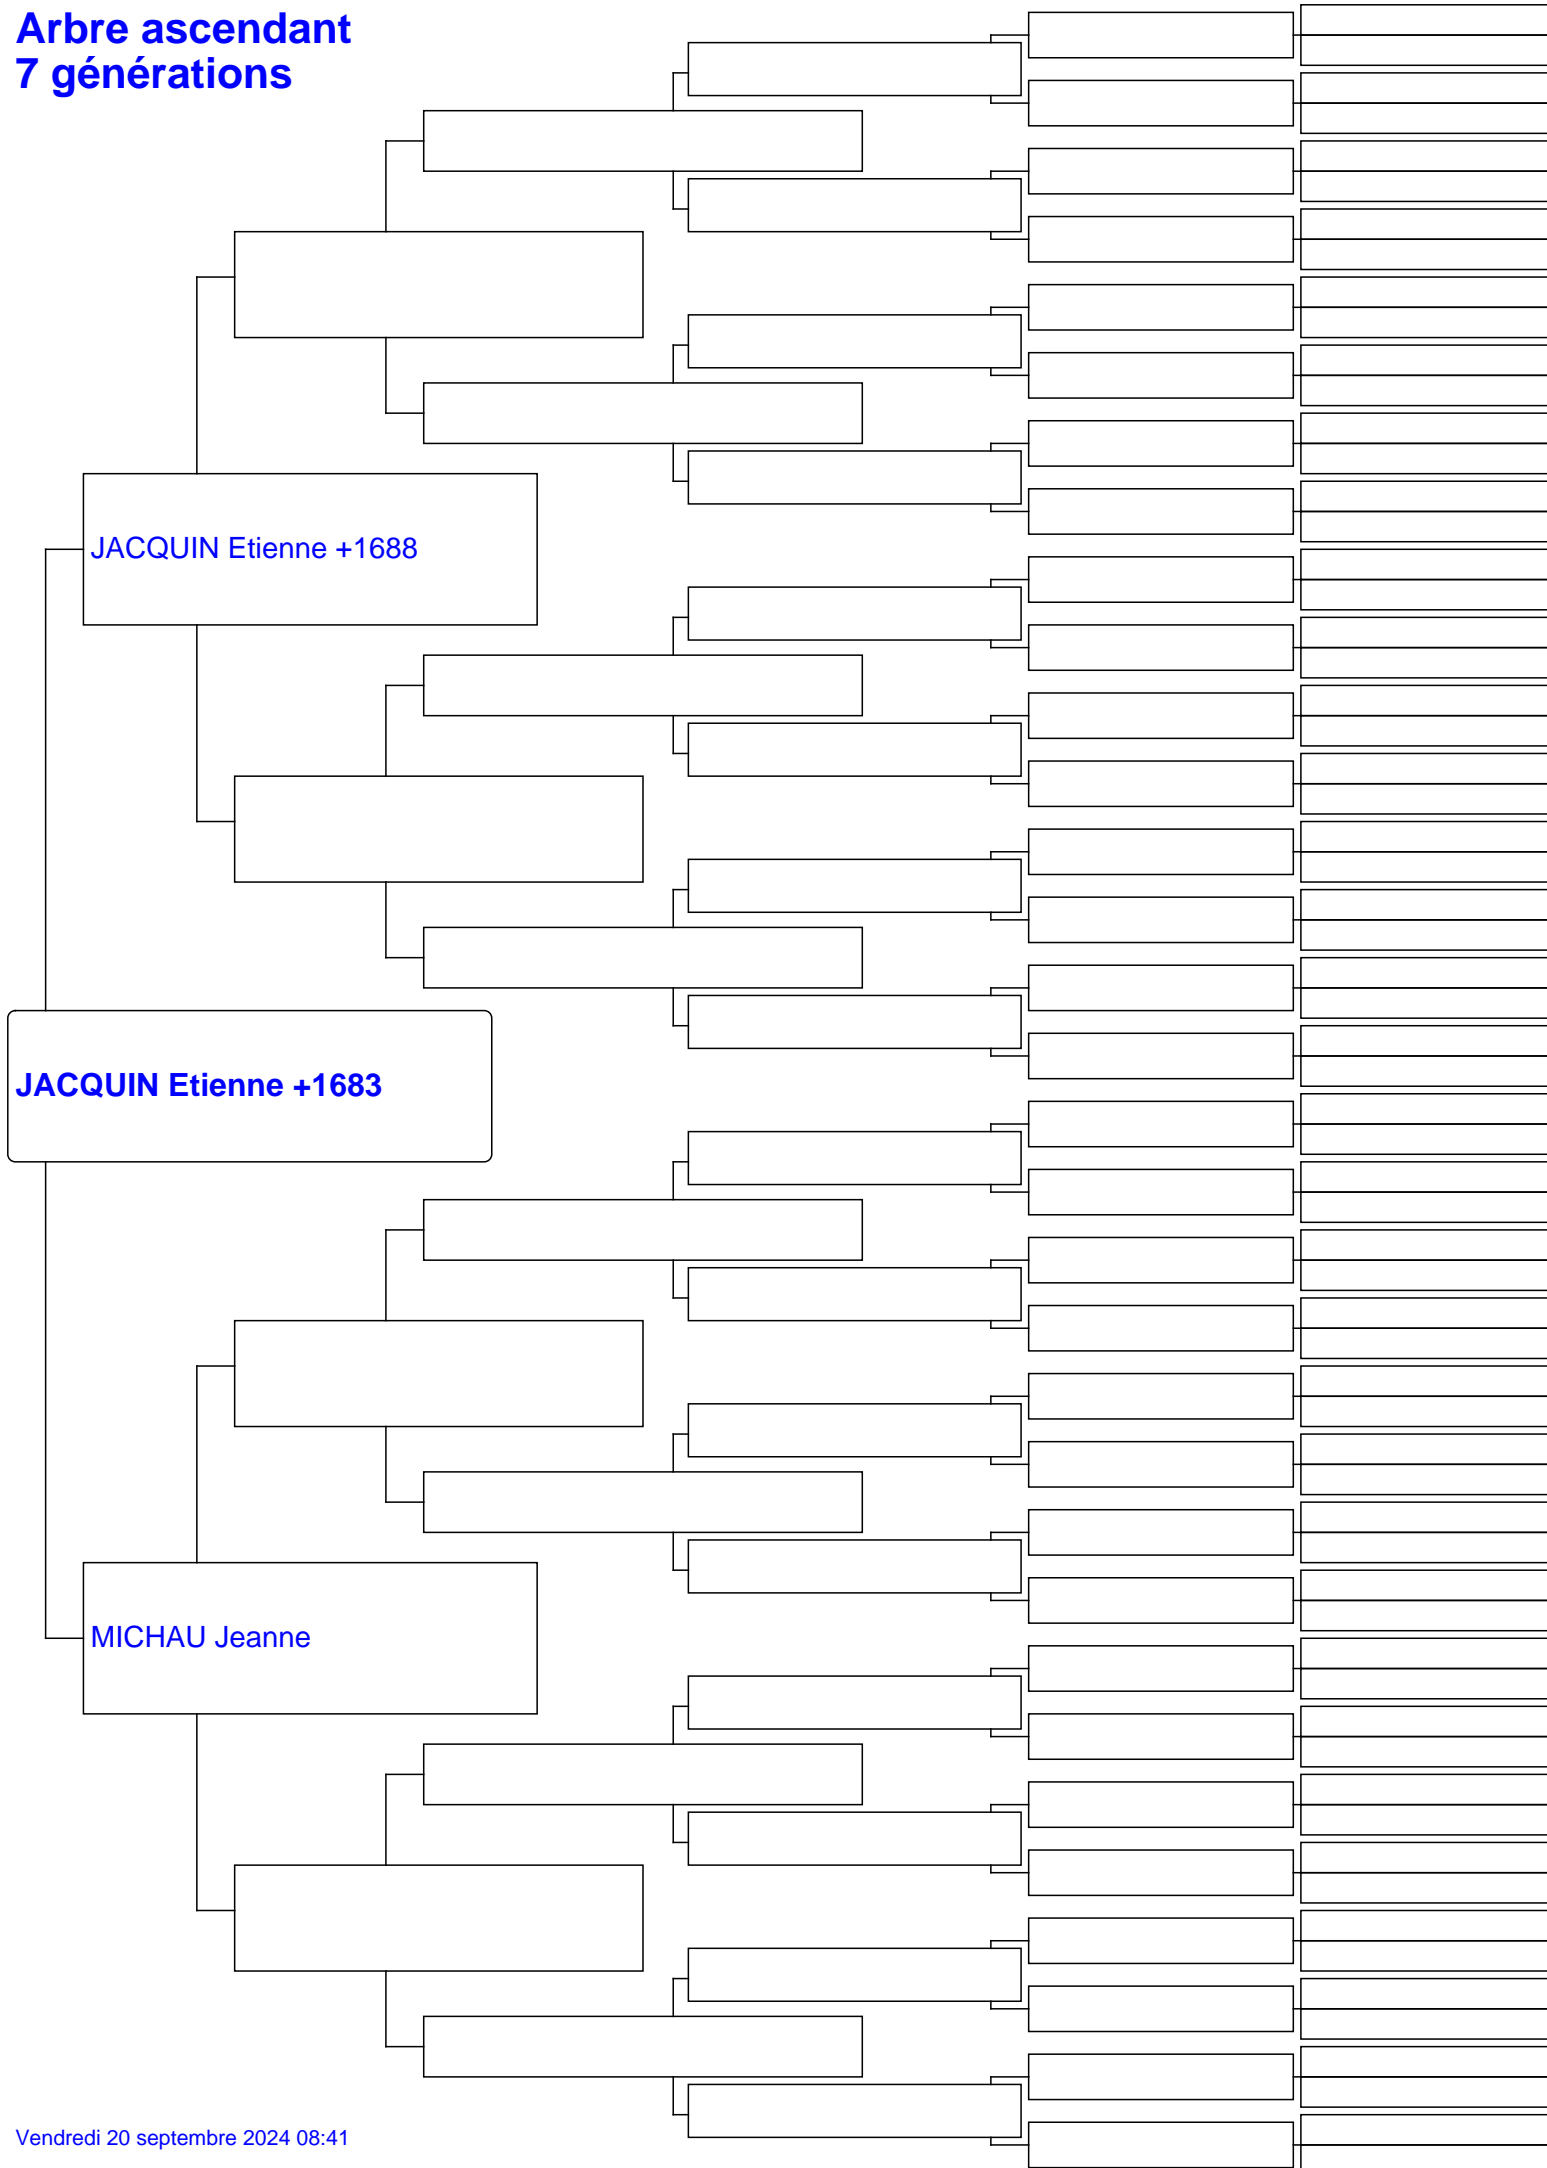 Arbre ascendant
7 générations
JACQUIN Etienne +1688
JACQUIN Etienne +1683
MICHAU Jeanne
Vendredi 20 septembre 2024 08:41